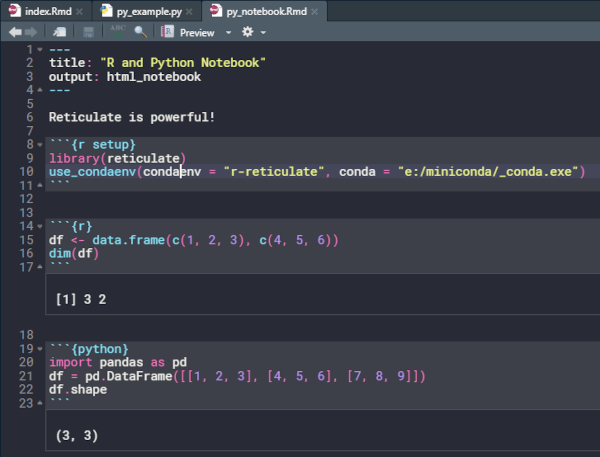 index.Rmd py_example.py py_notebook.Rmd
ABC Preview
1 ---
2 title: "R and Python Notebook"
3 output: html_notebook
4 ---
5
6 Reticulate is powerful!
7
8 ```{r setup}
9 library(reticulate)
10 use_condaenv(condaenv = "r-reticulate", conda = "e:/miniconda/_conda.exe")
11 ```
12
13
14 ```{r}
15 df <- data.frame(c(1, 2, 3), c(4, 5, 6))
16 dim(df)
17 ```
[1] 3 2
18
19 ```{python}
20 import pandas as pd
21 df = pd.DataFrame([[1, 2, 3], [4, 5, 6], [7, 8, 9]])
22 df.shape
23 ```
(3, 3)